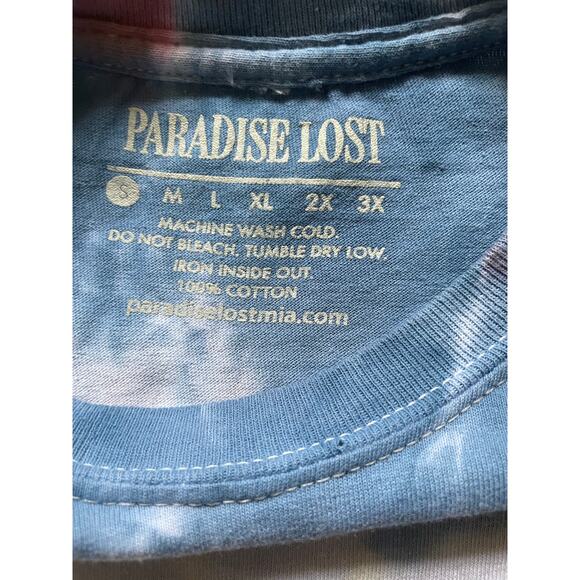 PARADISE LOST
S M L XL 2X 3X
MACHINE WASH COLD.
DO NOT BLEACH. TUMBLE DRY LOW.
IRON INSIDE OUT
100% COTTON
paradiselostmia.com